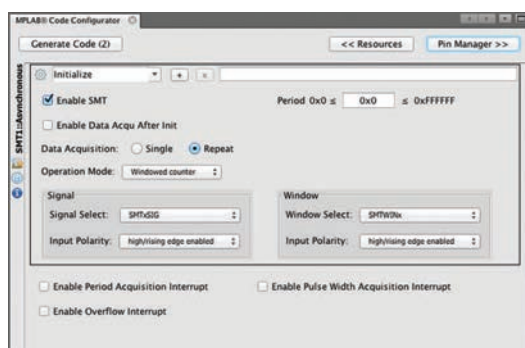 MPLAB® Code Configurator
Generate Code (2)
<< Resources
Pin Manager >>
SMT1::Asynchronous
Initialize
+
x
Enable SMT
Period 0x0 ≤ 0x0 ≤ 0xFFFFFF
Enable Data Acqu After Init
Data Acquisition: Single Repeat
Operation Mode: Windowed counter
Signal
Window
Signal Select: SMTxSIG
Window Select: SMTWINx
Input Polarity: high/rising edge enabled
Input Polarity: high/rising edge enabled
Enable Period Acquisition Interrupt
Enable Pulse Width Acquisition Interrupt
Enable Overflow Interrupt